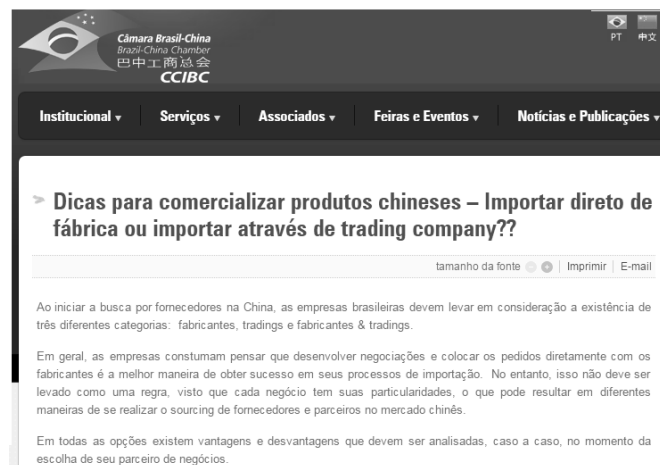 Câmara Brasil-China
Brazil-China Chamber
巴中工商总会
CCIBC
PT 中文
Institucional Serviços Associados Feiras e Eventos Notícias e Publicações
Dicas para comercializar produtos chineses – Importar direto de
fábrica ou importar através de trading company??
tamanho da fonte Imprimir E-mail
Ao iniciar a busca por fornecedores na China, as empresas brasileiras devem levar em consideração a existência de
três diferentes categorias: fabricantes, tradings e fabricantes & tradings.
Em geral, as empresas constumam pensar que desenvolver negociações e colocar os pedidos diretamente com os
fabricantes é a melhor maneira de obter sucesso em seus processos de importação. No entanto, isso não deve ser
levado como uma regra, visto que cada negócio tem suas particularidades, o que pode resultar em diferentes
maneiras de se realizar o sourcing de fornecedores e parceiros no mercado chinês.
Em todas as opções existem vantagens e desvantagens que devem ser analisadas, caso a caso, no momento da
escolha de seu parceiro de negócios.